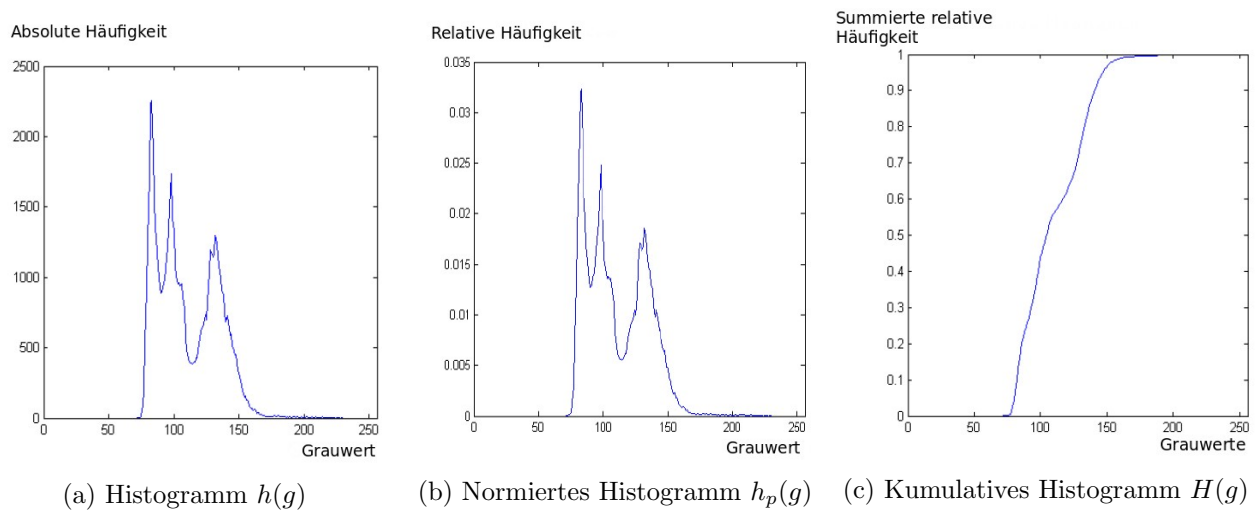 Absolute Häufigkeit
2500
2000
1500
1000
500
0
0 50 100 150 200 250
Grauwert
(a) Histogramm h(g)
Relative Häufigkeit
0.035
0.03
0.025
0.02
0.015
0.01
0.005
0
0 50 100 150 200 250
Grauwert
(b) Normiertes Histogramm hₚ(g)
Summierte relative
Häufigkeit
1
0.9
0.8
0.7
0.6
0.5
0.4
0.3
0.2
0.1
0
0 50 100 150 200 250
Grauwerte
(c) Kumulatives Histogramm H(g)